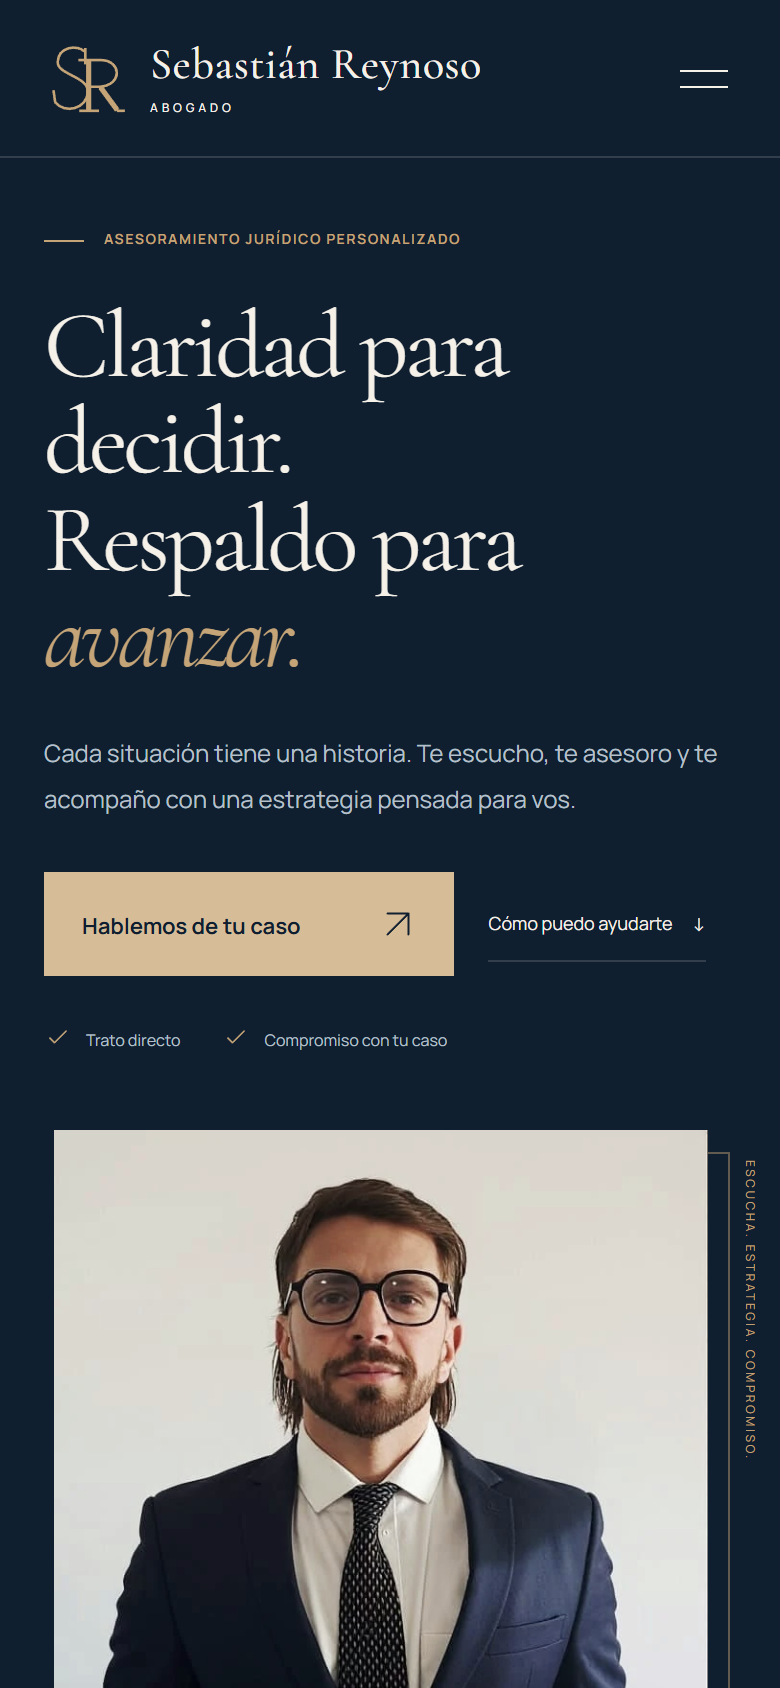 SR
Sebastián Reynoso
ABOGADO
ASESORAMIENTO JURÍDICO PERSONALIZADO
Claridad para
decidir.
Respaldo para
avanzar.
Cada situación tiene una historia. Te escucho, te asesoro y te
acompaño con una estrategia pensada para vos.
Hablemos de tu caso
Cómo puedo ayudarte ↓
Trato directo
Compromiso con tu caso
ESCUCHA. ESTRATEGIA. COMPROMISO.